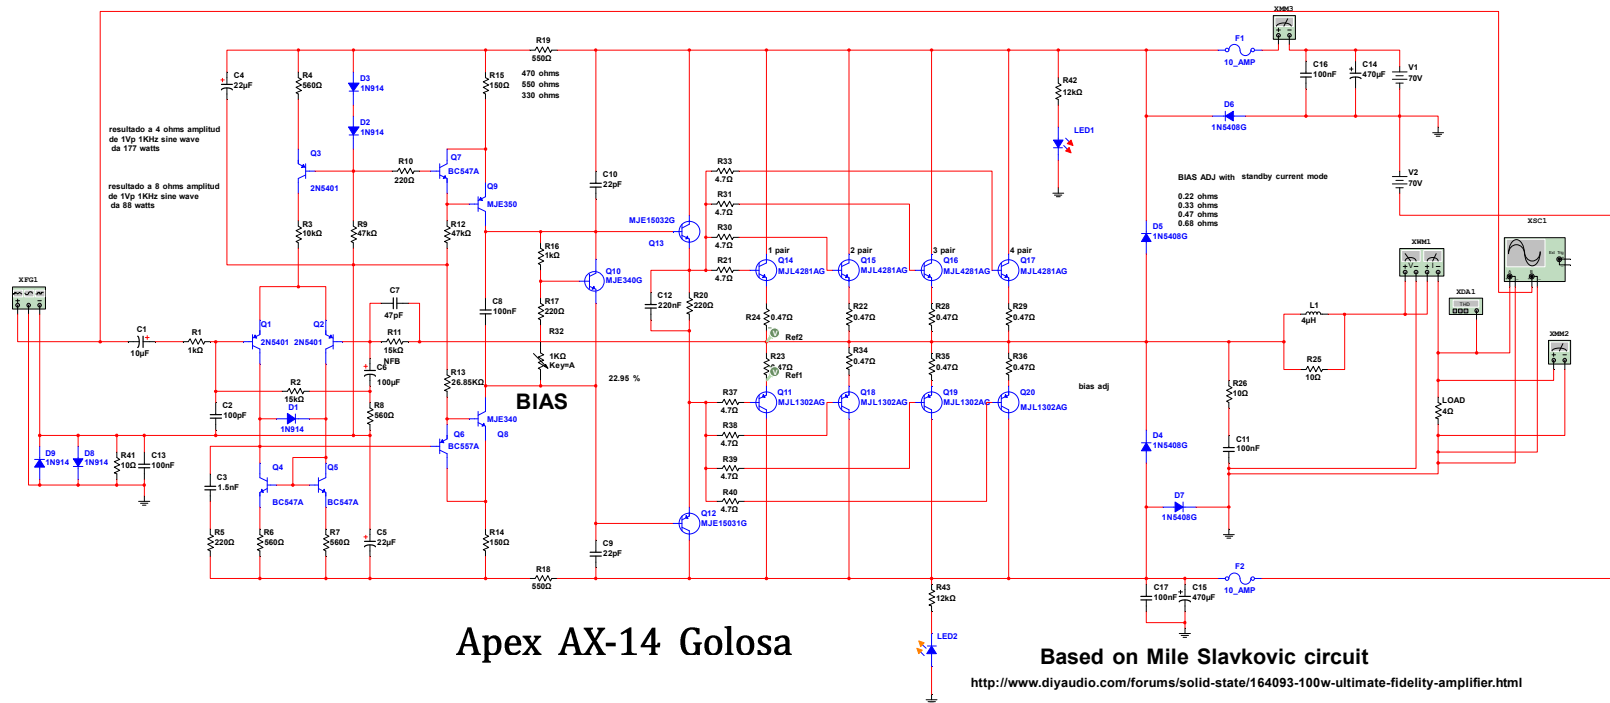 XMM3
R19
550Ω
470 ohms
550 ohms
330 ohms
F1
10_AMP
C4
22µF
R4
560Ω
D3
1N914
R15
150Ω
R42
12kΩ
C16
100nF
C14
470µF
V1
70V
D2
1N914
D6
1N5408G
LED1
resultado a 4 ohms amplitud
de 1Vp 1KHz sine wave
da 177 watts
Q3
2N5401
R10
220Ω
Q7
BC547A
R33
4.7Ω
C10
22pF
V2
70V
BIAS ADJ with standby current mode
0.22 ohms
0.33 ohms
0.47 ohms
0.68 ohms
resultado a 8 ohms amplitud
de 1Vp 1KHz sine wave
da 88 watts
Q9
MJE350
R31
4.7Ω
R3
10kΩ
R9
47kΩ
R12
47kΩ
MJE15032G
Q13
R30
4.7Ω
D5
1N5408G
XSC1
Ext Trig
A
B
R16
1kΩ
1 pair
2 pair
3 pair
4 pair
XWM1
V
I
R21
4.7Ω
Q14
MJL4281AG
Q15
MJL4281AG
Q16
MJL4281AG
Q17
MJL4281AG
Q10
MJE340G
XFG1
XDA1
THD
C7
47pF
C8
100nF
R17
220Ω
C12
220nF
R20
220Ω
R24
0.47Ω
R22
0.47Ω
R28
0.47Ω
R29
0.47Ω
L1
4µH
C1
10µF
R1
1kΩ
Q1
2N5401
Q2
2N5401
R11
15kΩ
NFB
R32
1KΩ
Key=A
V
Ref2
XMM2
C6
100µF
R13
26.85KΩ
22.95 %
R23
0.47Ω
V
Ref1
R34
0.47Ω
R35
0.47Ω
R36
0.47Ω
R25
10Ω
R2
15kΩ
BIAS
bias adj
R26
10Ω
C2
100pF
D1
1N914
R8
560Ω
MJE340
Q8
R37
4.7Ω
Q11
MJL1302AG
Q18
MJL1302AG
Q19
MJL1302AG
Q20
MJL1302AG
LOAD
4Ω
Q6
BC557A
R38
4.7Ω
D4
1N5408G
C11
100nF
D9
1N914
D8
1N914
R41
10Ω
C13
100nF
C3
1.5nF
Q4
BC547A
Q5
BC547A
R39
4.7Ω
R40
4.7Ω
D7
1N5408G
Q12
MJE15031G
R5
220Ω
R6
560Ω
R7
560Ω
C5
22µF
R14
150Ω
C9
22pF
R18
550Ω
F2
10_AMP
R43
12kΩ
C17
100nF
C15
470µF
LED2
Apex AX-14 Golosa
Based on Mile Slavkovic circuit
http://www.diyaudio.com/forums/solid-state/164093-100w-ultimate-fidelity-amplifier.html